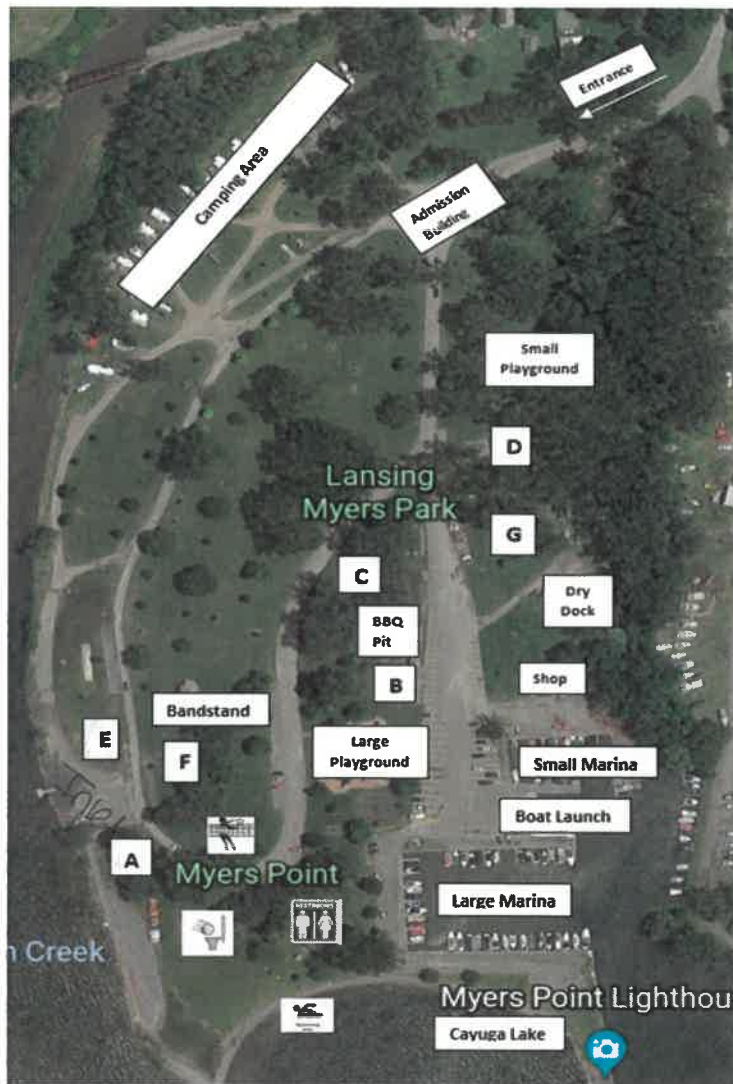 Entrance
Camping Area
Admission
Building
Small
Playground
D
Lansing
Myers Park
G
C
Dry
Dock
BBQ
Pit
B
Shop
Bandstand
E
F
Large
Playground
Small Marina
Boat Launch
A
Myers Point
RESTROOMS
Large Marina
n Creek
Myers Point Lighthou
Cayuga Lake